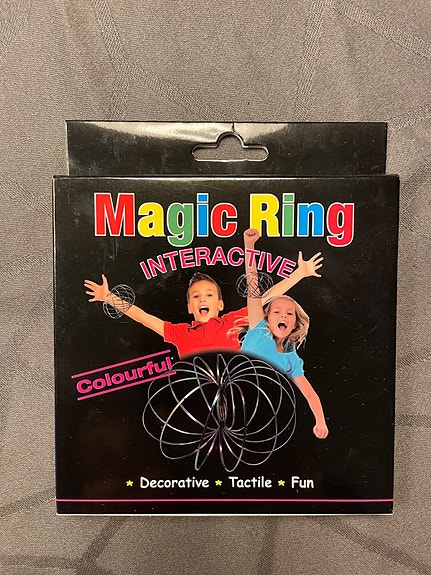 Magic Ring
INTERACTIVE
Colourful
* Decorative * Tactile * Fun